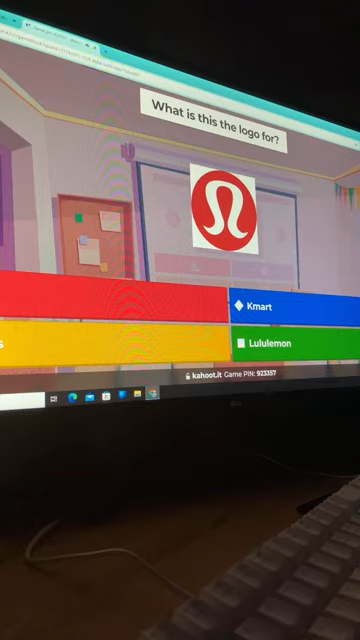 What is this the logo for?
Kmart
s
Lululemon
kahoot.it Game PIN: 923357